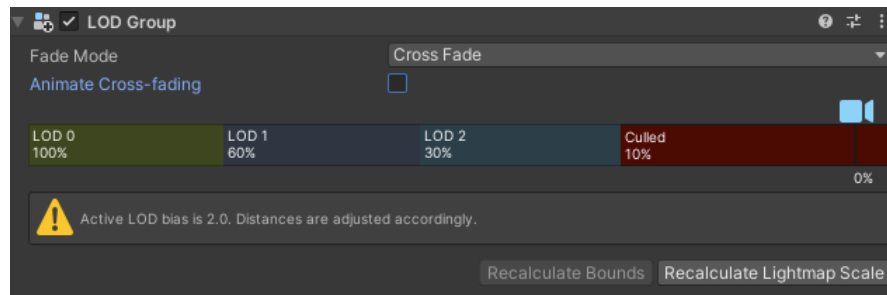 LOD Group
Fade Mode Cross Fade
Animate Cross-fading
LOD 0 LOD 1 LOD 2 Culled
100% 60% 30% 10%
0%
Active LOD bias is 2.0. Distances are adjusted accordingly.
Recalculate Bounds Recalculate Lightmap Scale